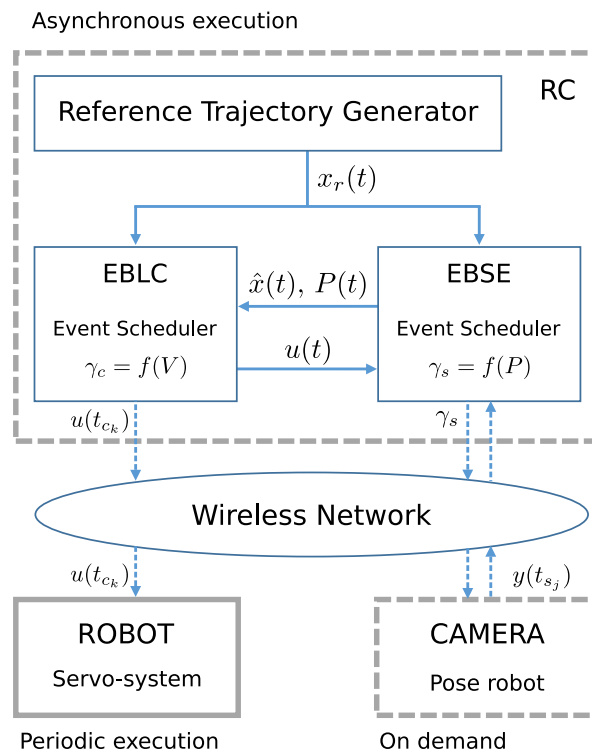 Asynchronous execution
RC
Reference Trajectory Generator
x_r(t)
EBLC
Event Scheduler
γ_c = f(V)
x̂(t), P(t)
u(t)
EBSE
Event Scheduler
γ_s = f(P)
u(t_{c_k})
γ_s
Wireless Network
u(t_{c_k})
y(t_{s_j})
ROBOT
Servo-system
CAMERA
Pose robot
Periodic execution
On demand